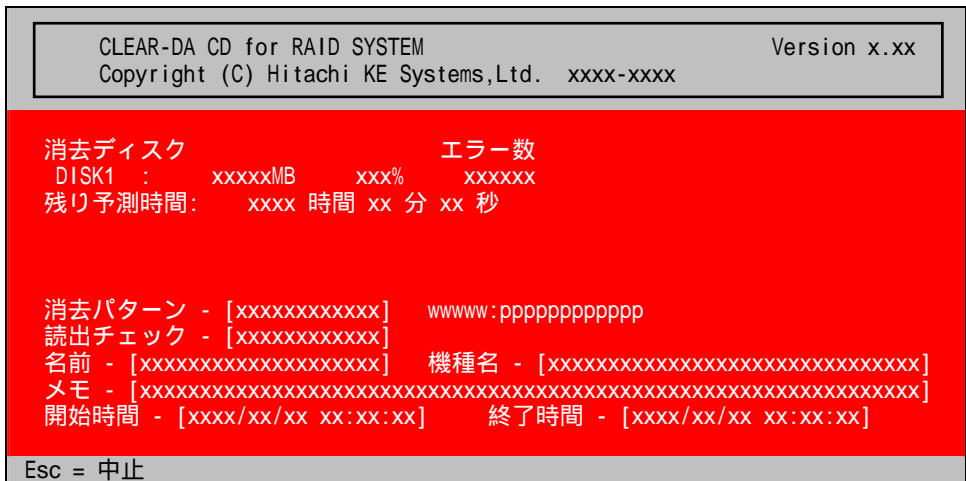 CLEAR-DA CD for RAID SYSTEM Version x.xx
Copyright (C) Hitachi KE Systems,Ltd. xxxx-xxxx
消去ディスク エラー数
DISK1 : xxxxxMB xxx% xxxxxx
残り予測時間: xxxx 時間 xx 分 xx 秒
消去パターン - [xxxxxxxxxxxx] wwwww:pppppppppppp
読出チェック - [xxxxxxxxxxxx]
名前 - [xxxxxxxxxxxxxxxxxxxx] 機種名 - [xxxxxxxxxxxxxxxxxxxxxxxxxxxxxx]
メモ - [xxxxxxxxxxxxxxxxxxxxxxxxxxxxxxxxxxxxxxxxxxxxxxxxxxxxxxxxxxxxxxxx]
開始時間 - [xxxx/xx/xx xx:xx:xx] 終了時間 - [xxxx/xx/xx xx:xx:xx]
Esc = 中止